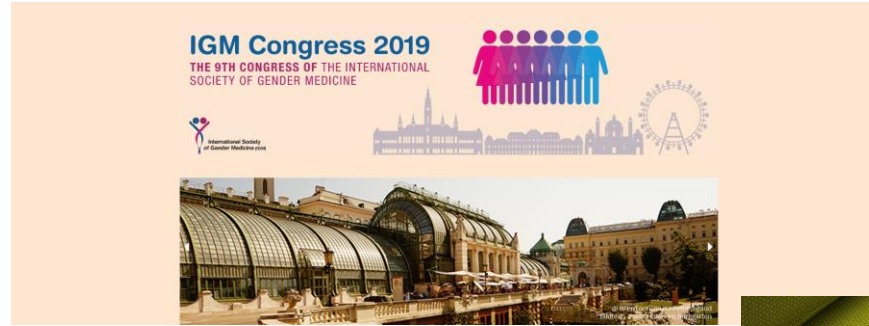 IGM Congress 2019
THE 9TH CONGRESS OF THE INTERNATIONAL
SOCIETY OF GENDER MEDICINE
International Society
of Gender Medicine